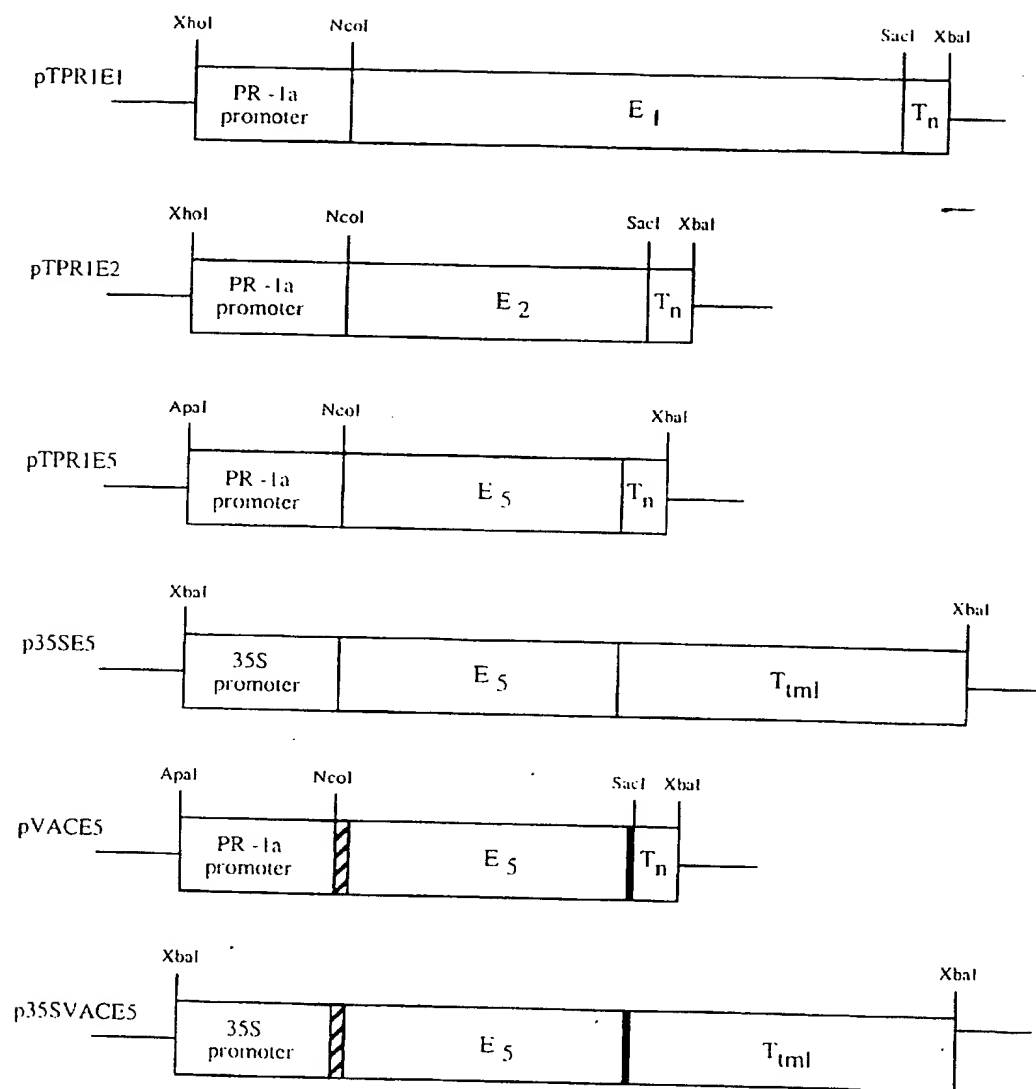 XhoI NcoI SacI XbaI
pTPR1E1
PR -1a promoter
E1
Tn
XhoI NcoI SacI XbaI
pTPR1E2
PR -1a promoter
E2
Tn
ApaI NcoI XbaI
pTPR1E5
PR -1a promoter
E5
Tn
XbaI XbaI
p35SE5
35S promoter
E5
Ttml
ApaI NcoI SacI XbaI
pVACE5
PR -1a promoter
E5
Tn
XbaI XbaI
p35SVACE5
35S promoter
E5
Ttml